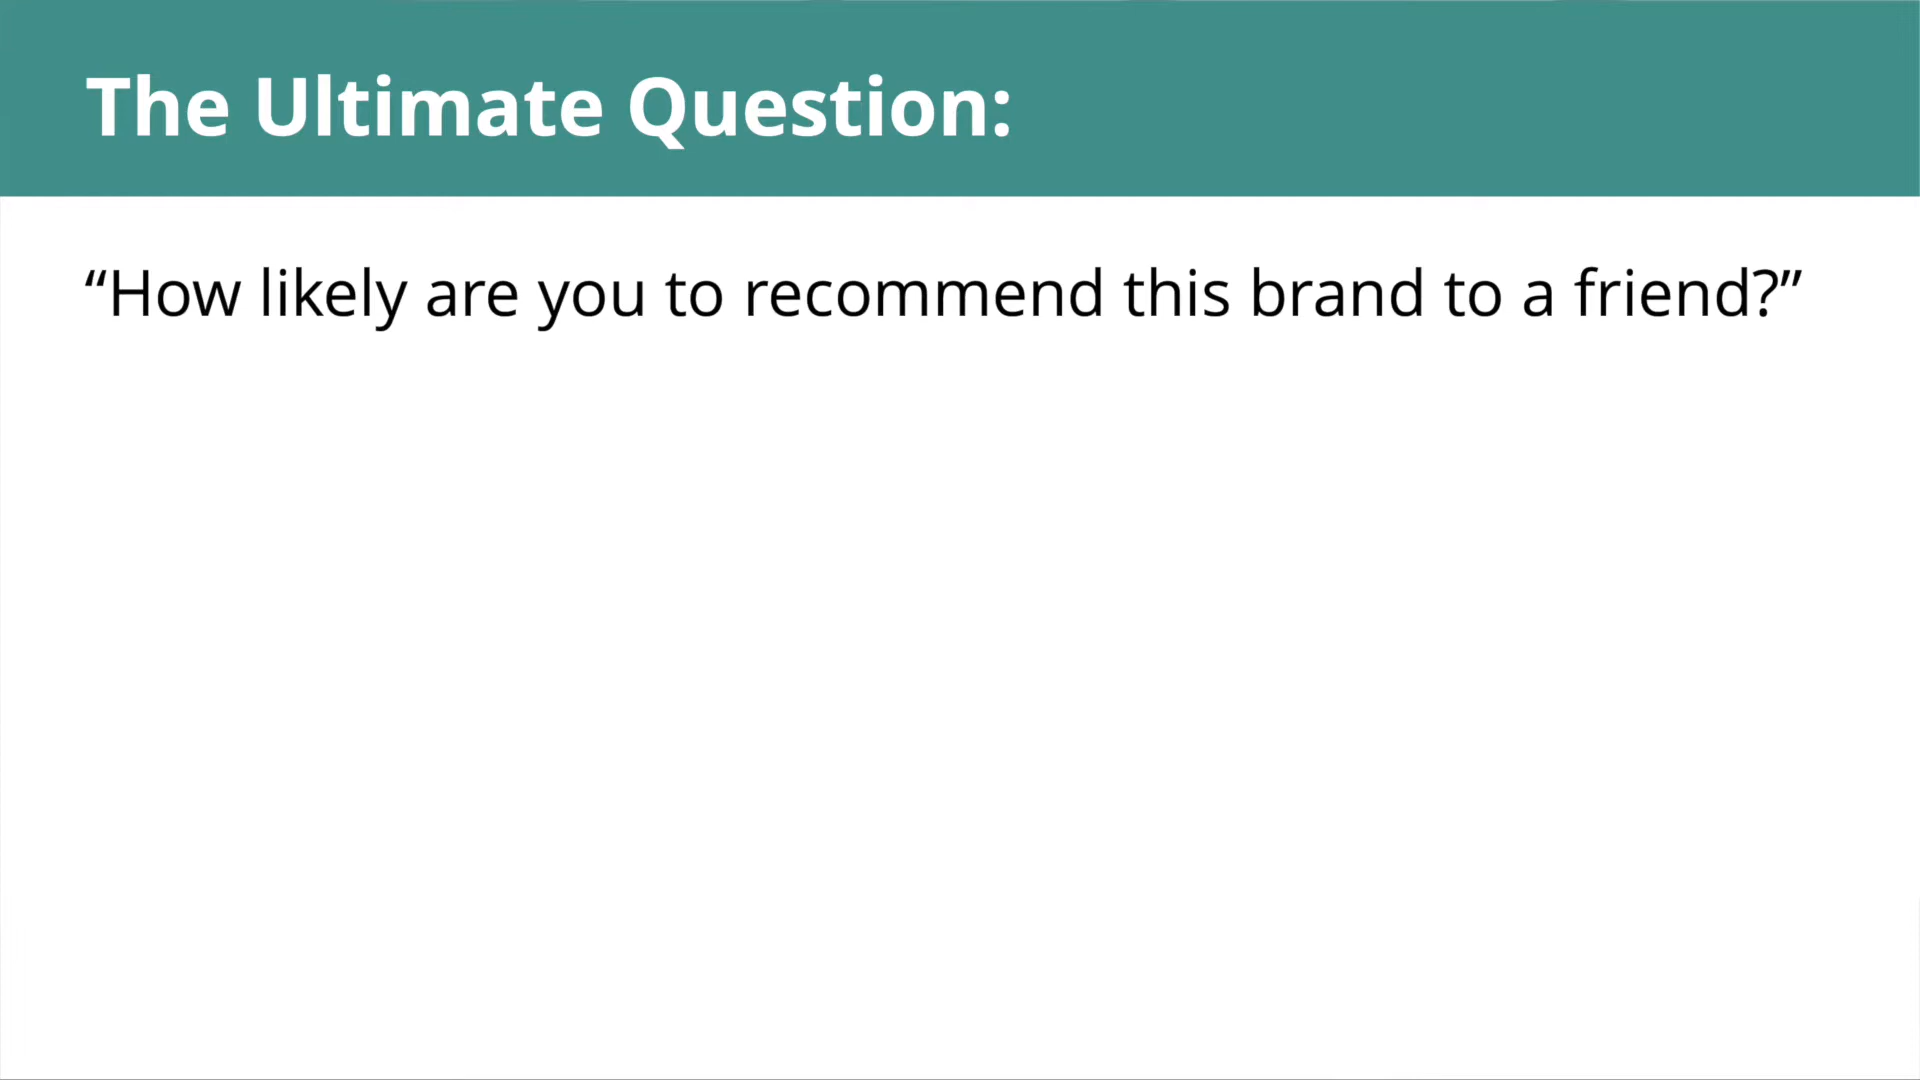 The Ultimate Question:
“How likely are you to recommend this brand to a friend?”